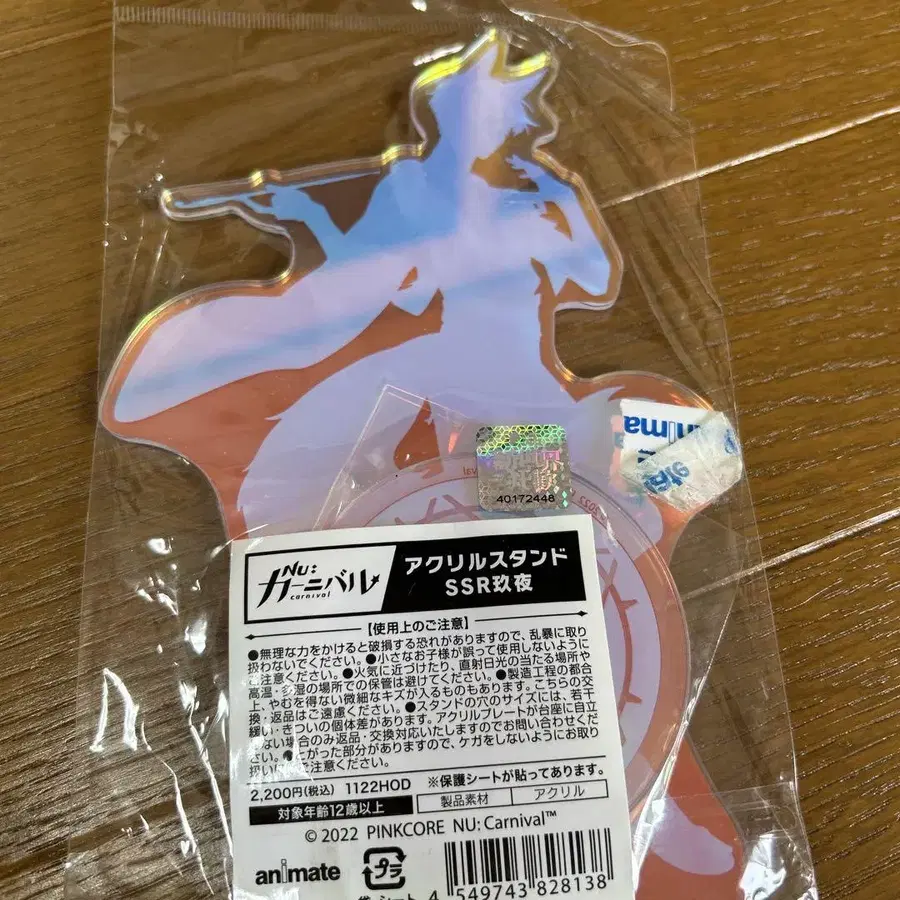 anima
40172448
NU:
カーニバル
carnival
アクリルスタンド
SSR玖夜
【使用上のご注意】
●無理な力をかけると破損する恐れがありますので、乱暴に取り
扱わないでください。●小さなお子様が誤って使用しないように
ご注意ください。●火気に近づけたり、直射日光の当たる場所や
高温・多湿の場所での保管は避けてください。●製造工程の都合
上、やむを得ない微細なキズが入るものもあります。こちらの交
換・返品はご遠慮ください。●スタンドの穴のサイズには、若干
緩い・きついの個体差があります。アクリルプレートが台座に自立
しない場合のみ返品・交換対応いたしますのでお問い合わせくだ
さい。●とがった部分がありますので、ケガをしないようにお取り
扱いにご注意ください。
2,200円(税込) 1122HOD ※保護シートが貼ってあります。
対象年齢12歳以上 製品素材 アクリル
© 2022 PINKCORE NU: Carnival™
animate プラ
4 549743 828138